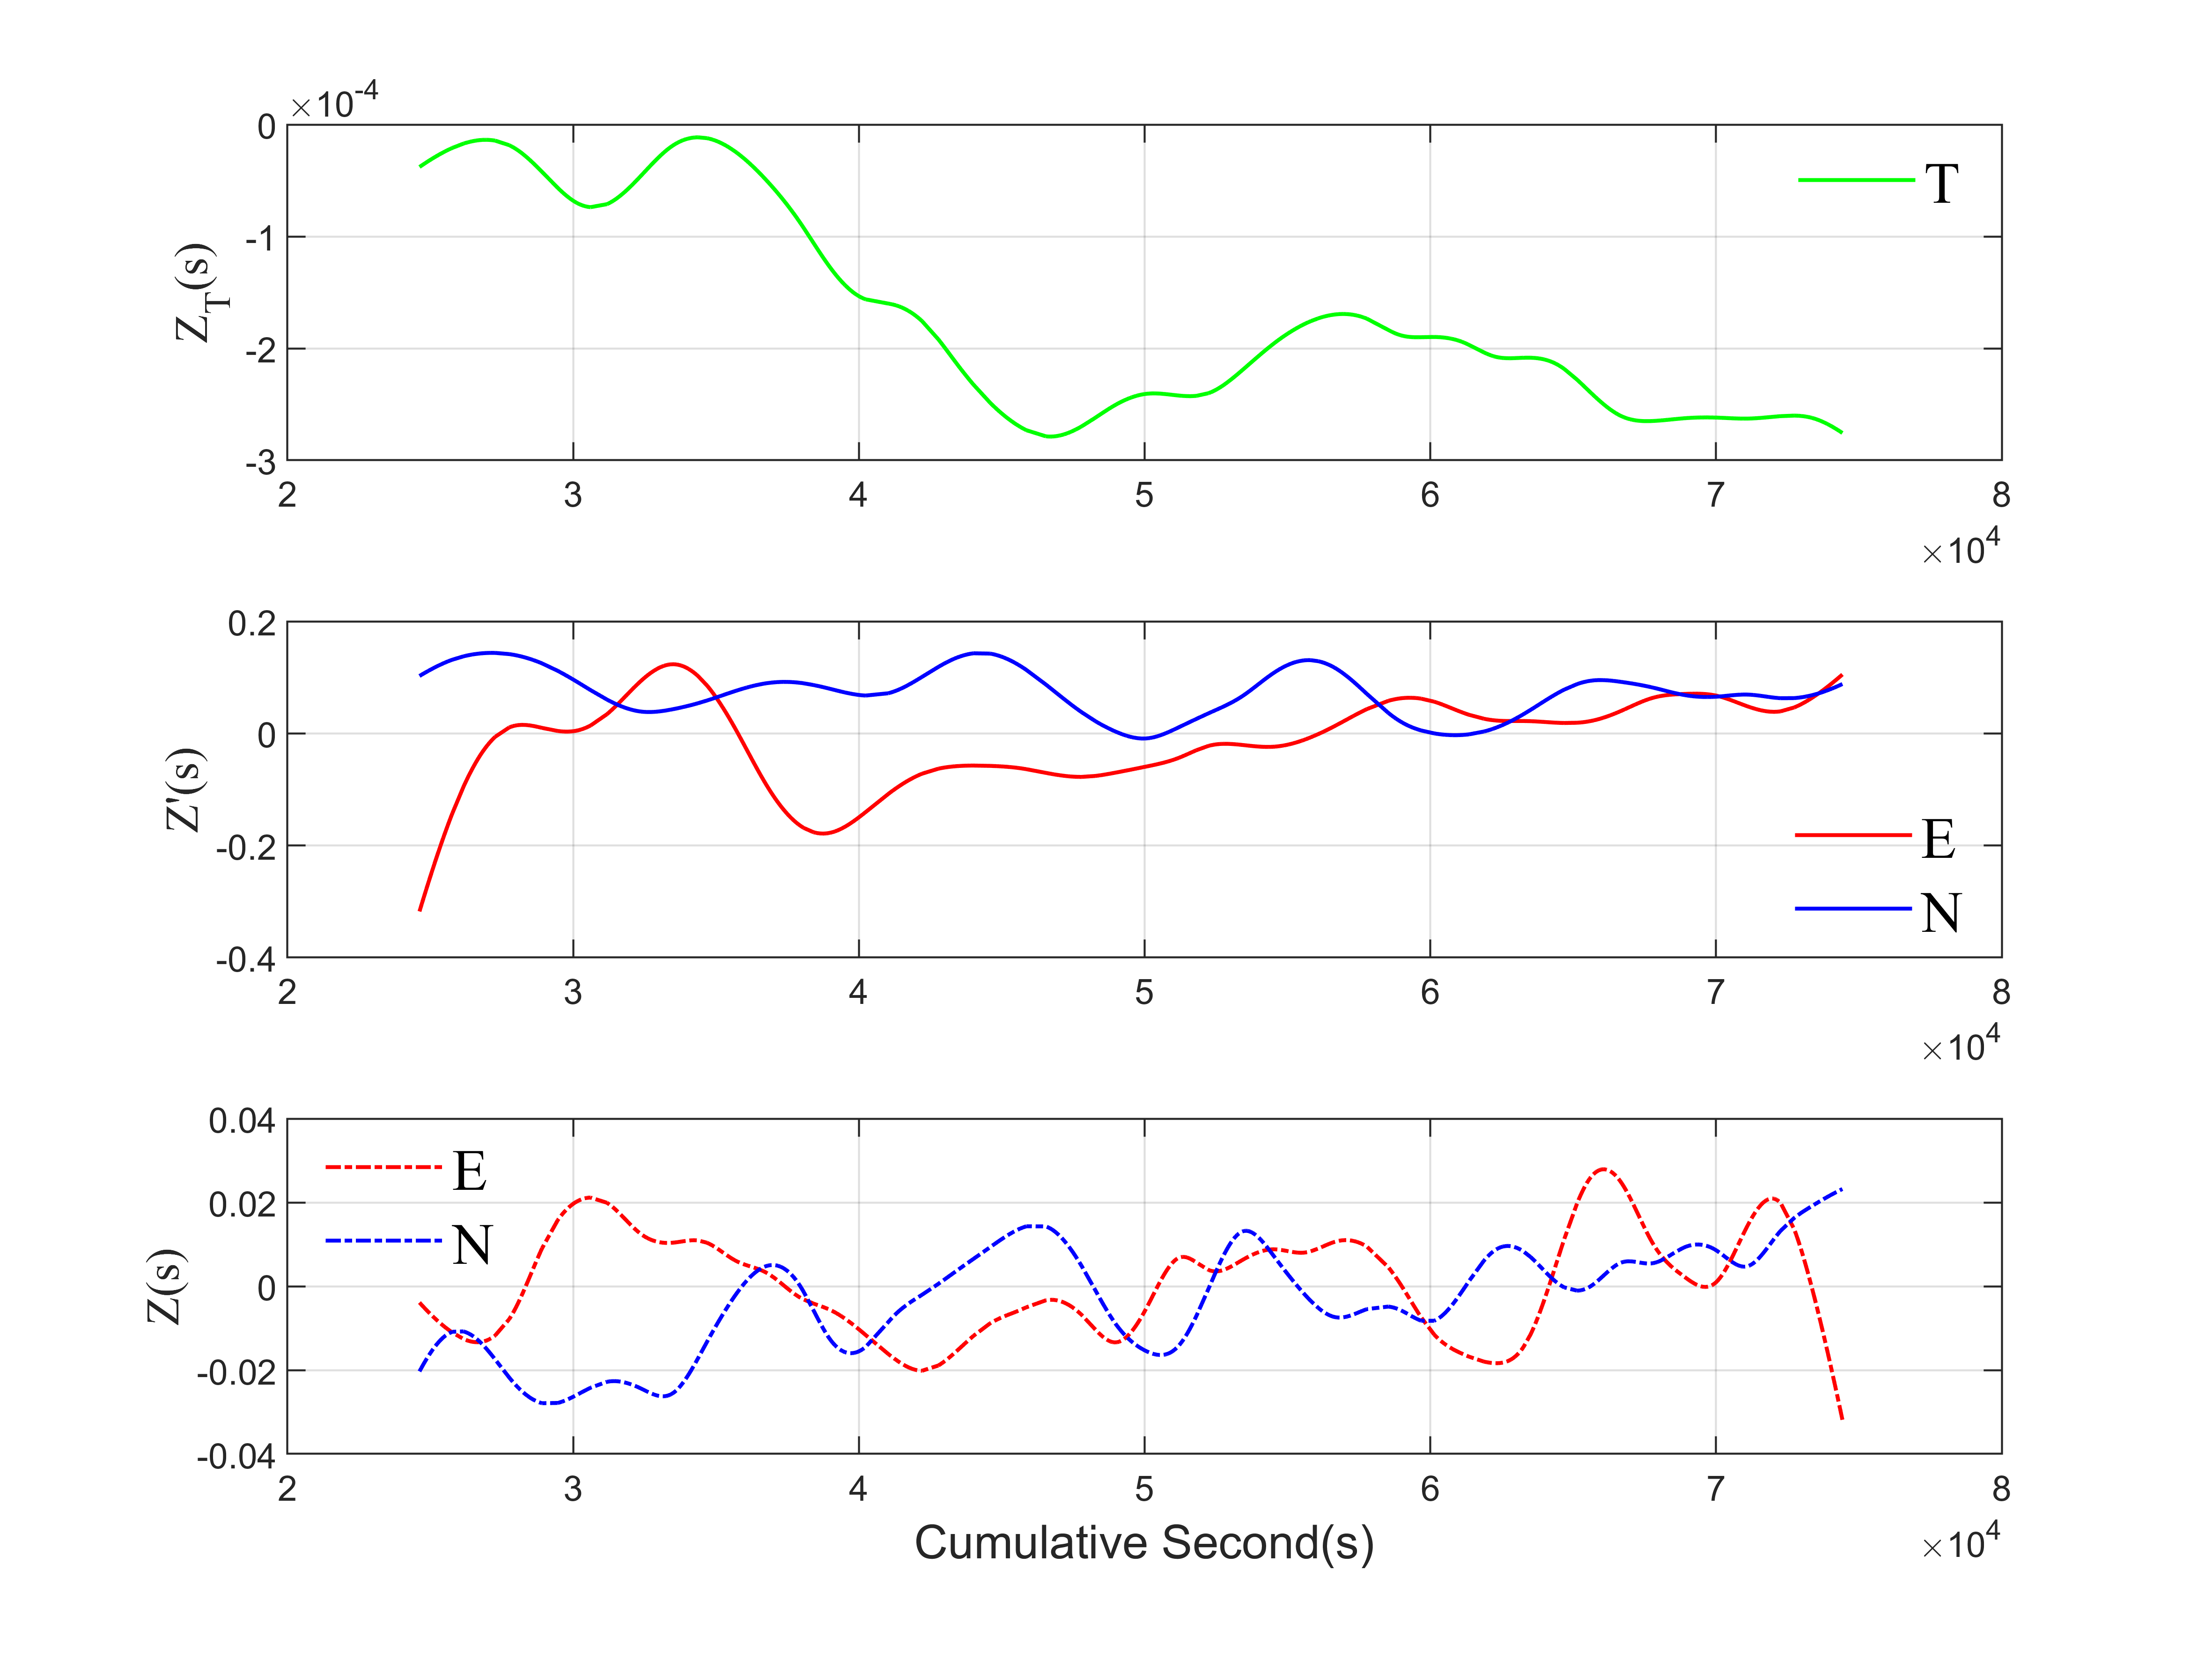 ×10^-4
0
-1
-2
-3
Z_T(s)
T
2 3 4 5 6 7 8
×10^4
0.2
0
-0.2
-0.4
Z'(s)
E
N
2 3 4 5 6 7 8
×10^4
0.04
0.02
0
-0.02
-0.04
Z(s)
E
N
2 3 4 5 6 7 8
Cumulative Second(s)
×10^4